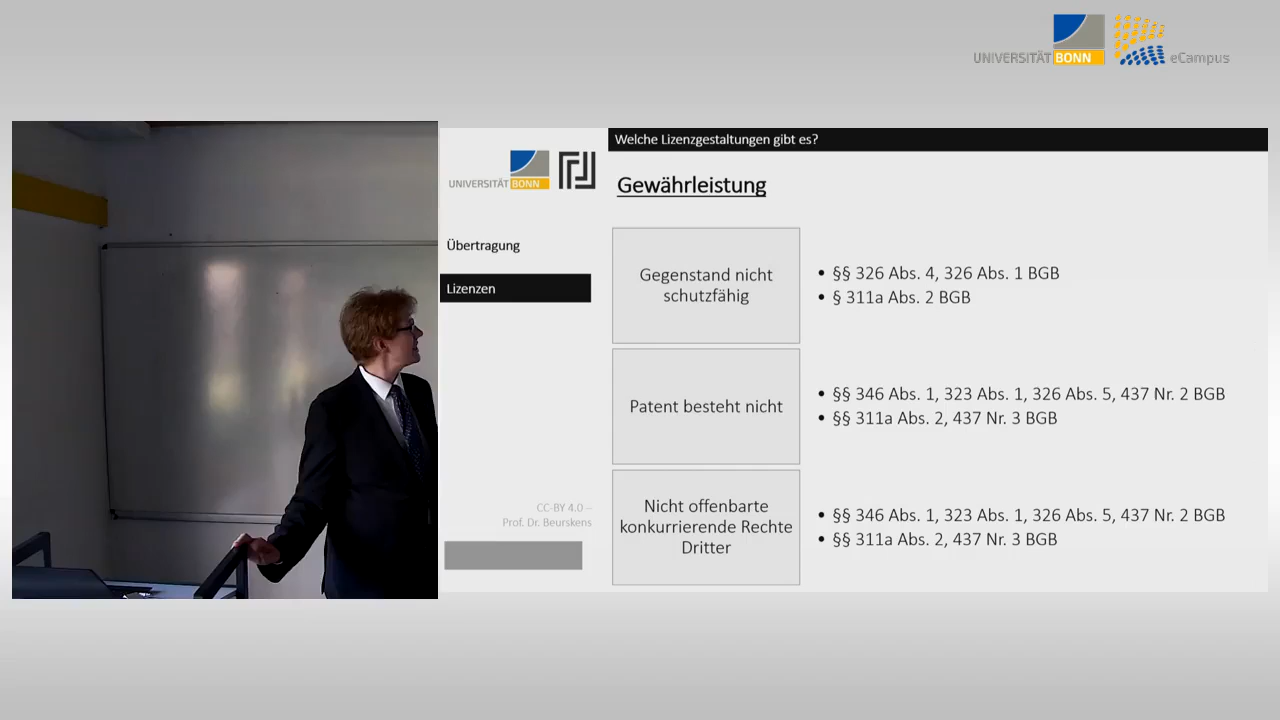 UNIVERSITÄT BONN
eCampus
Welche Lizenzgestaltungen gibt es?
UNIVERSITÄT BONN
Gewährleistung
Übertragung
Lizenzen
Gegenstand nicht
schutzfähig
• §§ 326 Abs. 4, 326 Abs. 1 BGB
• § 311a Abs. 2 BGB
Patent besteht nicht
• §§ 346 Abs. 1, 323 Abs. 1, 326 Abs. 5, 437 Nr. 2 BGB
• §§ 311a Abs. 2, 437 Nr. 3 BGB
Nicht offenbarte
konkurrierende Rechte
Dritter
• §§ 346 Abs. 1, 323 Abs. 1, 326 Abs. 5, 437 Nr. 2 BGB
• §§ 311a Abs. 2, 437 Nr. 3 BGB
CC-BY 4.0 –
Prof. Dr. Beurskens